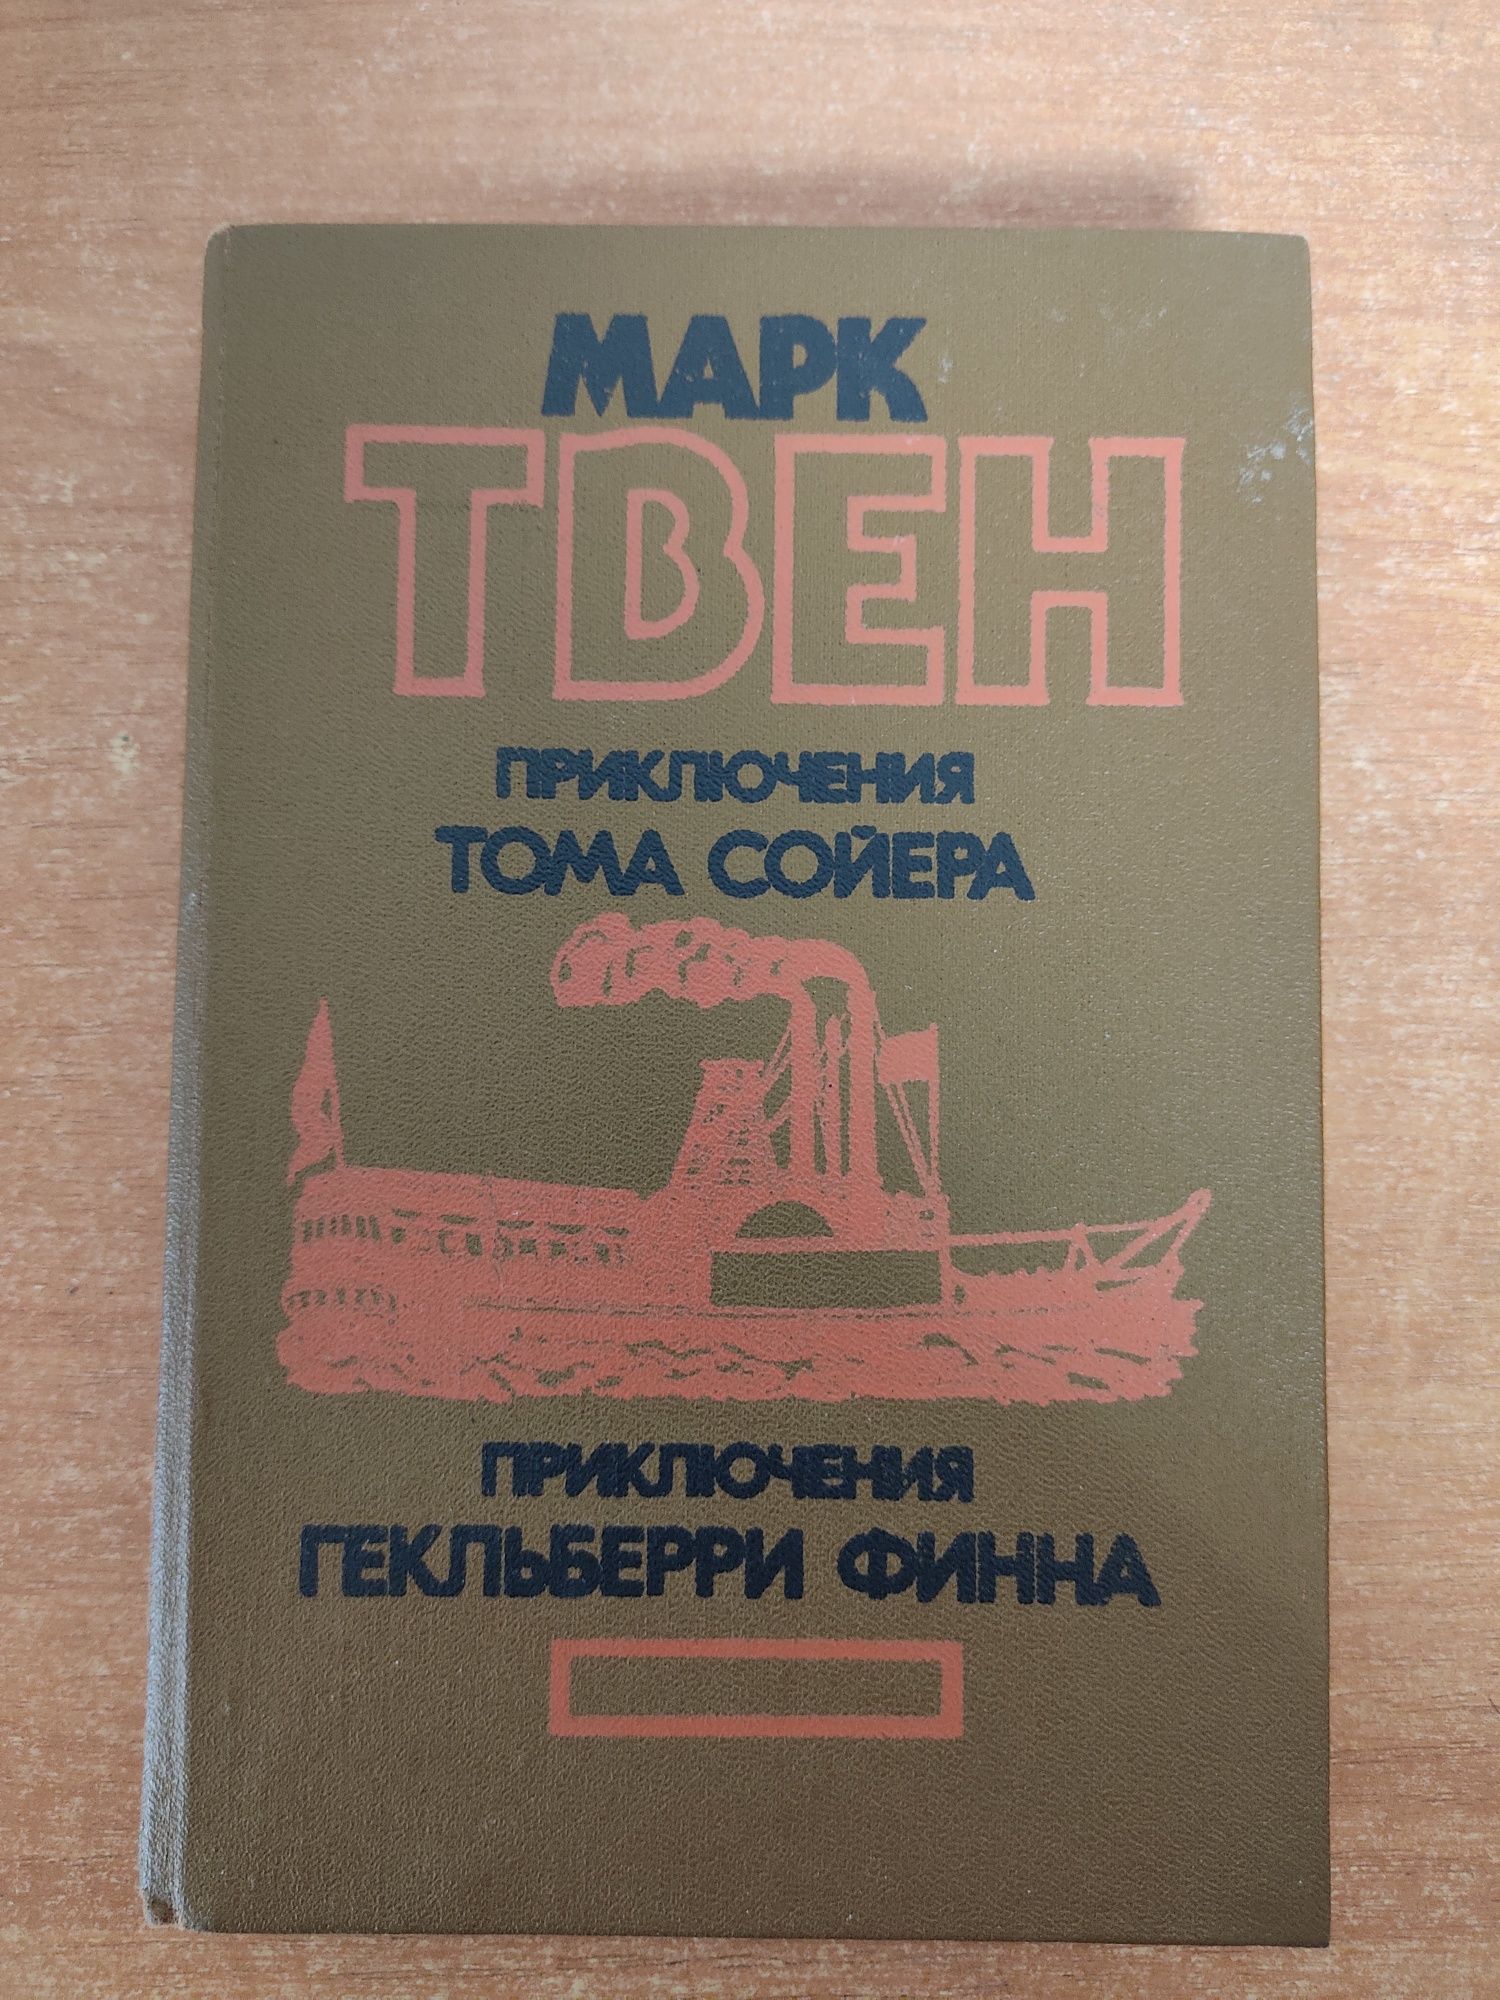 МАРК
ТВЕН
ПРИКЛЮЧЕНИЯ
ТОМА СОЙЕРА
ПРИКЛЮЧЕНИЯ
ГЕКЛЬБЕРРИ ФИННА